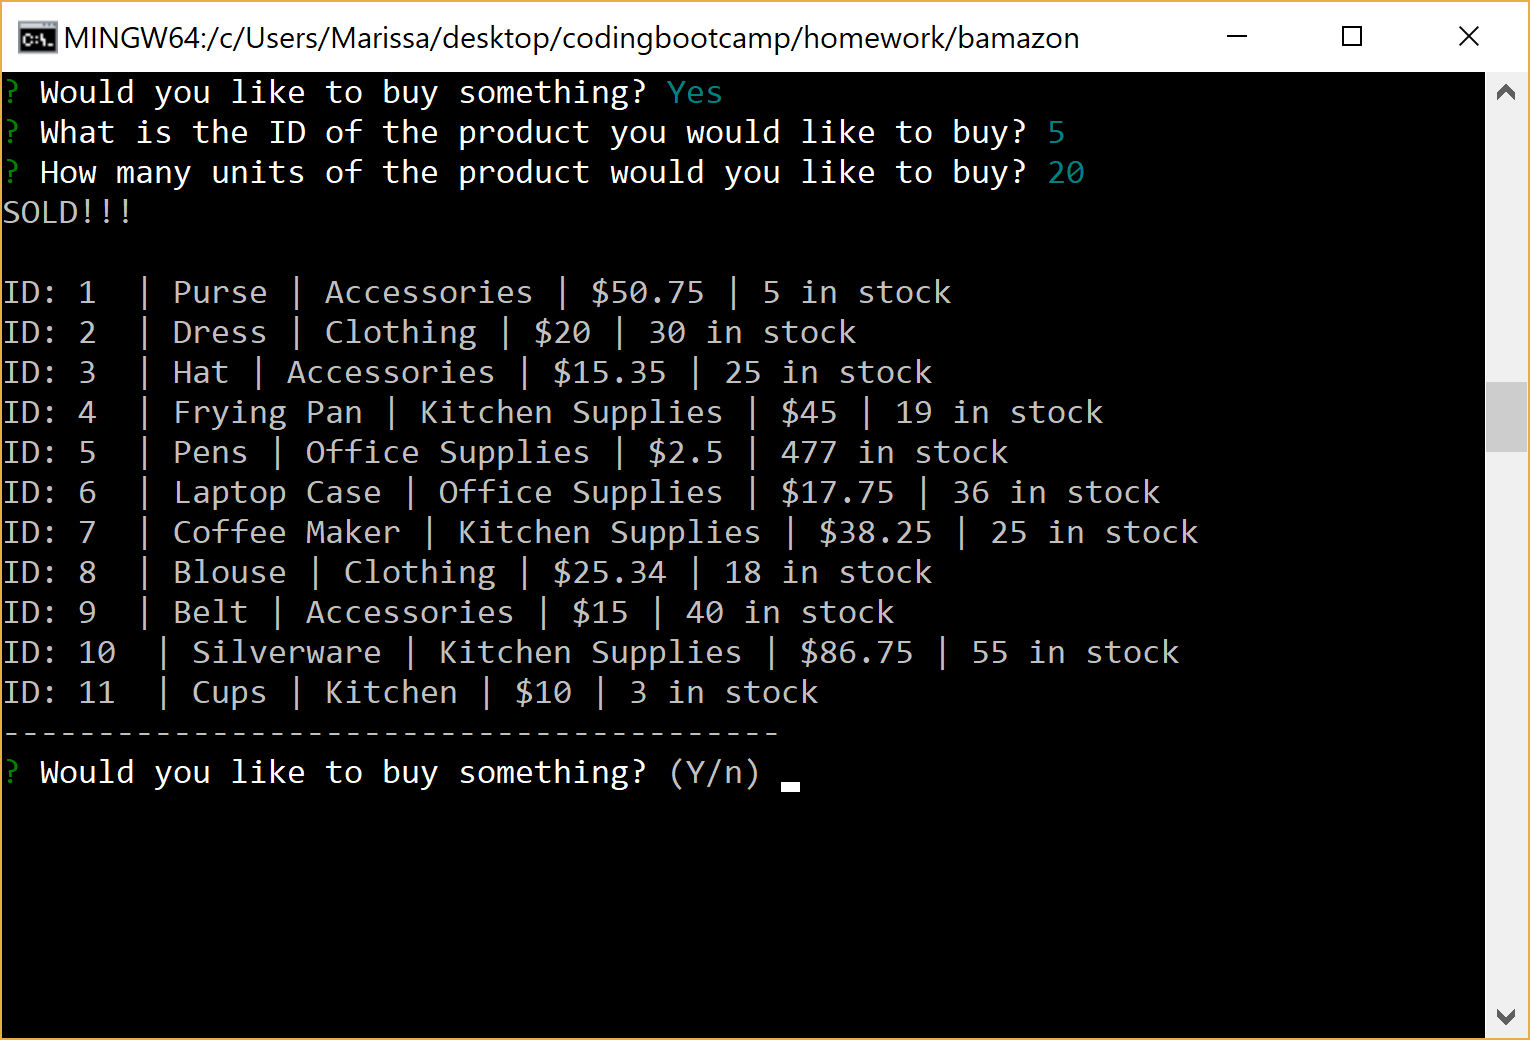 MINGW64:/c/Users/Marissa/desktop/codingbootcamp/homework/bamazon
? Would you like to buy something? Yes
? What is the ID of the product you would like to buy? 5
? How many units of the product would you like to buy? 20
SOLD!!!
ID: 1  | Purse | Accessories | $50.75 | 5 in stock
ID: 2  | Dress | Clothing | $20 | 30 in stock
ID: 3  | Hat | Accessories | $15.35 | 25 in stock
ID: 4  | Frying Pan | Kitchen Supplies | $45 | 19 in stock
ID: 5  | Pens | Office Supplies | $2.5 | 477 in stock
ID: 6  | Laptop Case | Office Supplies | $17.75 | 36 in stock
ID: 7  | Coffee Maker | Kitchen Supplies | $38.25 | 25 in stock
ID: 8  | Blouse | Clothing | $25.34 | 18 in stock
ID: 9  | Belt | Accessories | $15 | 40 in stock
ID: 10  | Silverware | Kitchen Supplies | $86.75 | 55 in stock
ID: 11  | Cups | Kitchen | $10 | 3 in stock
-----------------------------------------
? Would you like to buy something? (Y/n)